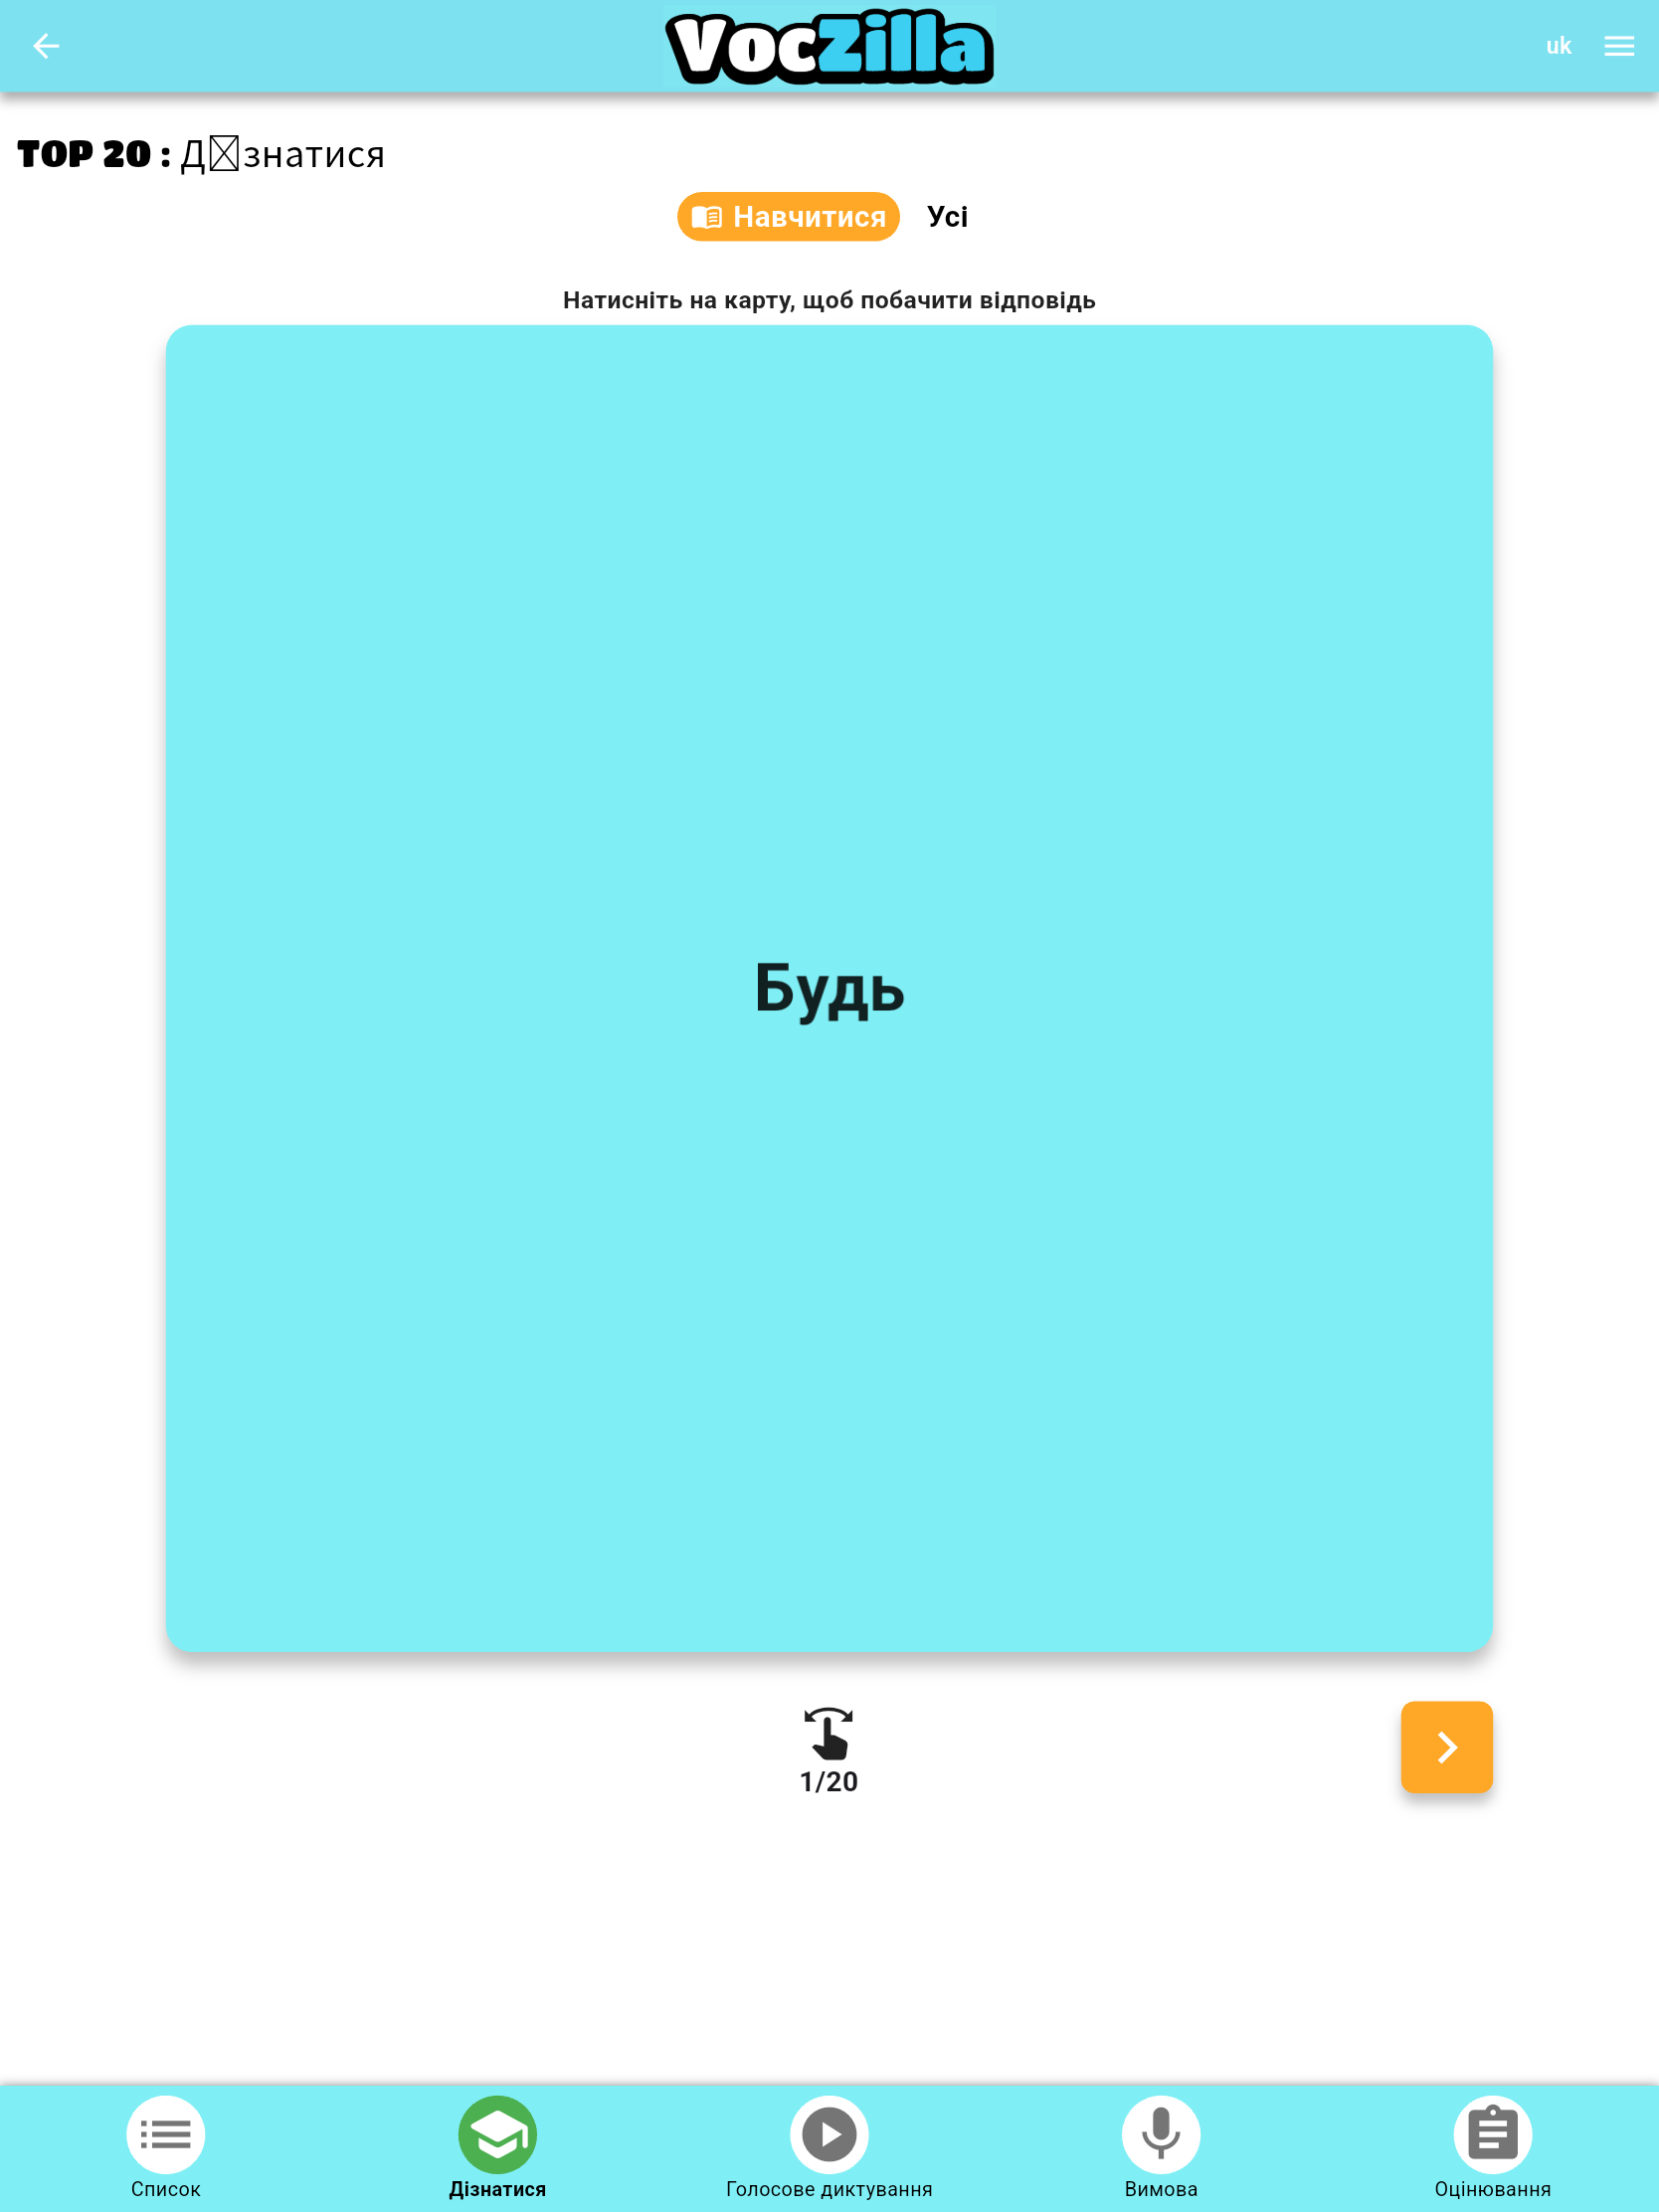 VocZilla
uk
TOP 20 : Д☒знатися
Навчитися
Усі
Натисніть на карту, щоб побачити відповідь
Будь
1/20
Список
Дізнатися
Голосове диктування
Вимова
Оцінювання